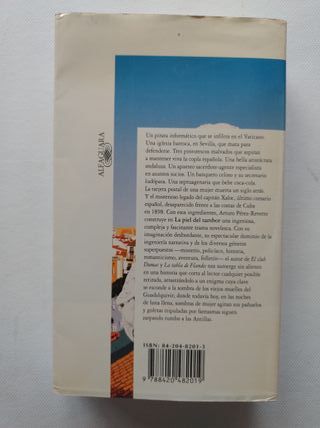 ALFAGUARA
Un pirata informático que se infiltra en el Vaticano.
Una iglesia barroca, en Sevilla, que mata para
defenderse. Tres pintorescos malvados que aspiran
a mantener viva la copla española. Una bella aristócrata
andaluza. Un apuesto sacerdote-agente especialista
en asuntos sucios. Un banquero celoso y su secretario
ludópata. Una septuagenaria que bebe coca-cola.
La tarjeta postal de una mujer muerta un siglo atrás.
Y el misterioso legado del capitán Xaloc, último corsario
español, desaparecido frente a las costas de Cuba
en 1898. Con esos ingredientes, Arturo Pérez-Reverte
construye en La piel del tambor una ingeniosa,
compleja y fascinante trama novelesca. Con su
imaginación desbordante, su espectacular dominio de la
ingeniería narrativa y de los diversos géneros
superpuestos —misterio, policíaco, historia,
romanticismo, aventura, folletín— el autor de El club
Dumas y La tabla de Flandes nos sumerge sin aliento
en una historia que corta al lector cualquier posible
retirada, arrastrándolo a un enigma cuya clave
se esconde a la sombra de los viejos muelles del
Guadalquivir; donde todavía hoy, en las noches
de luna llena, sombras de mujer agitan sus pañuelos
y goletas tripuladas por fantasmas siguen
zarpando rumbo a las Antillas.
ISBN: 84-204-8201-3
9 788420 482019